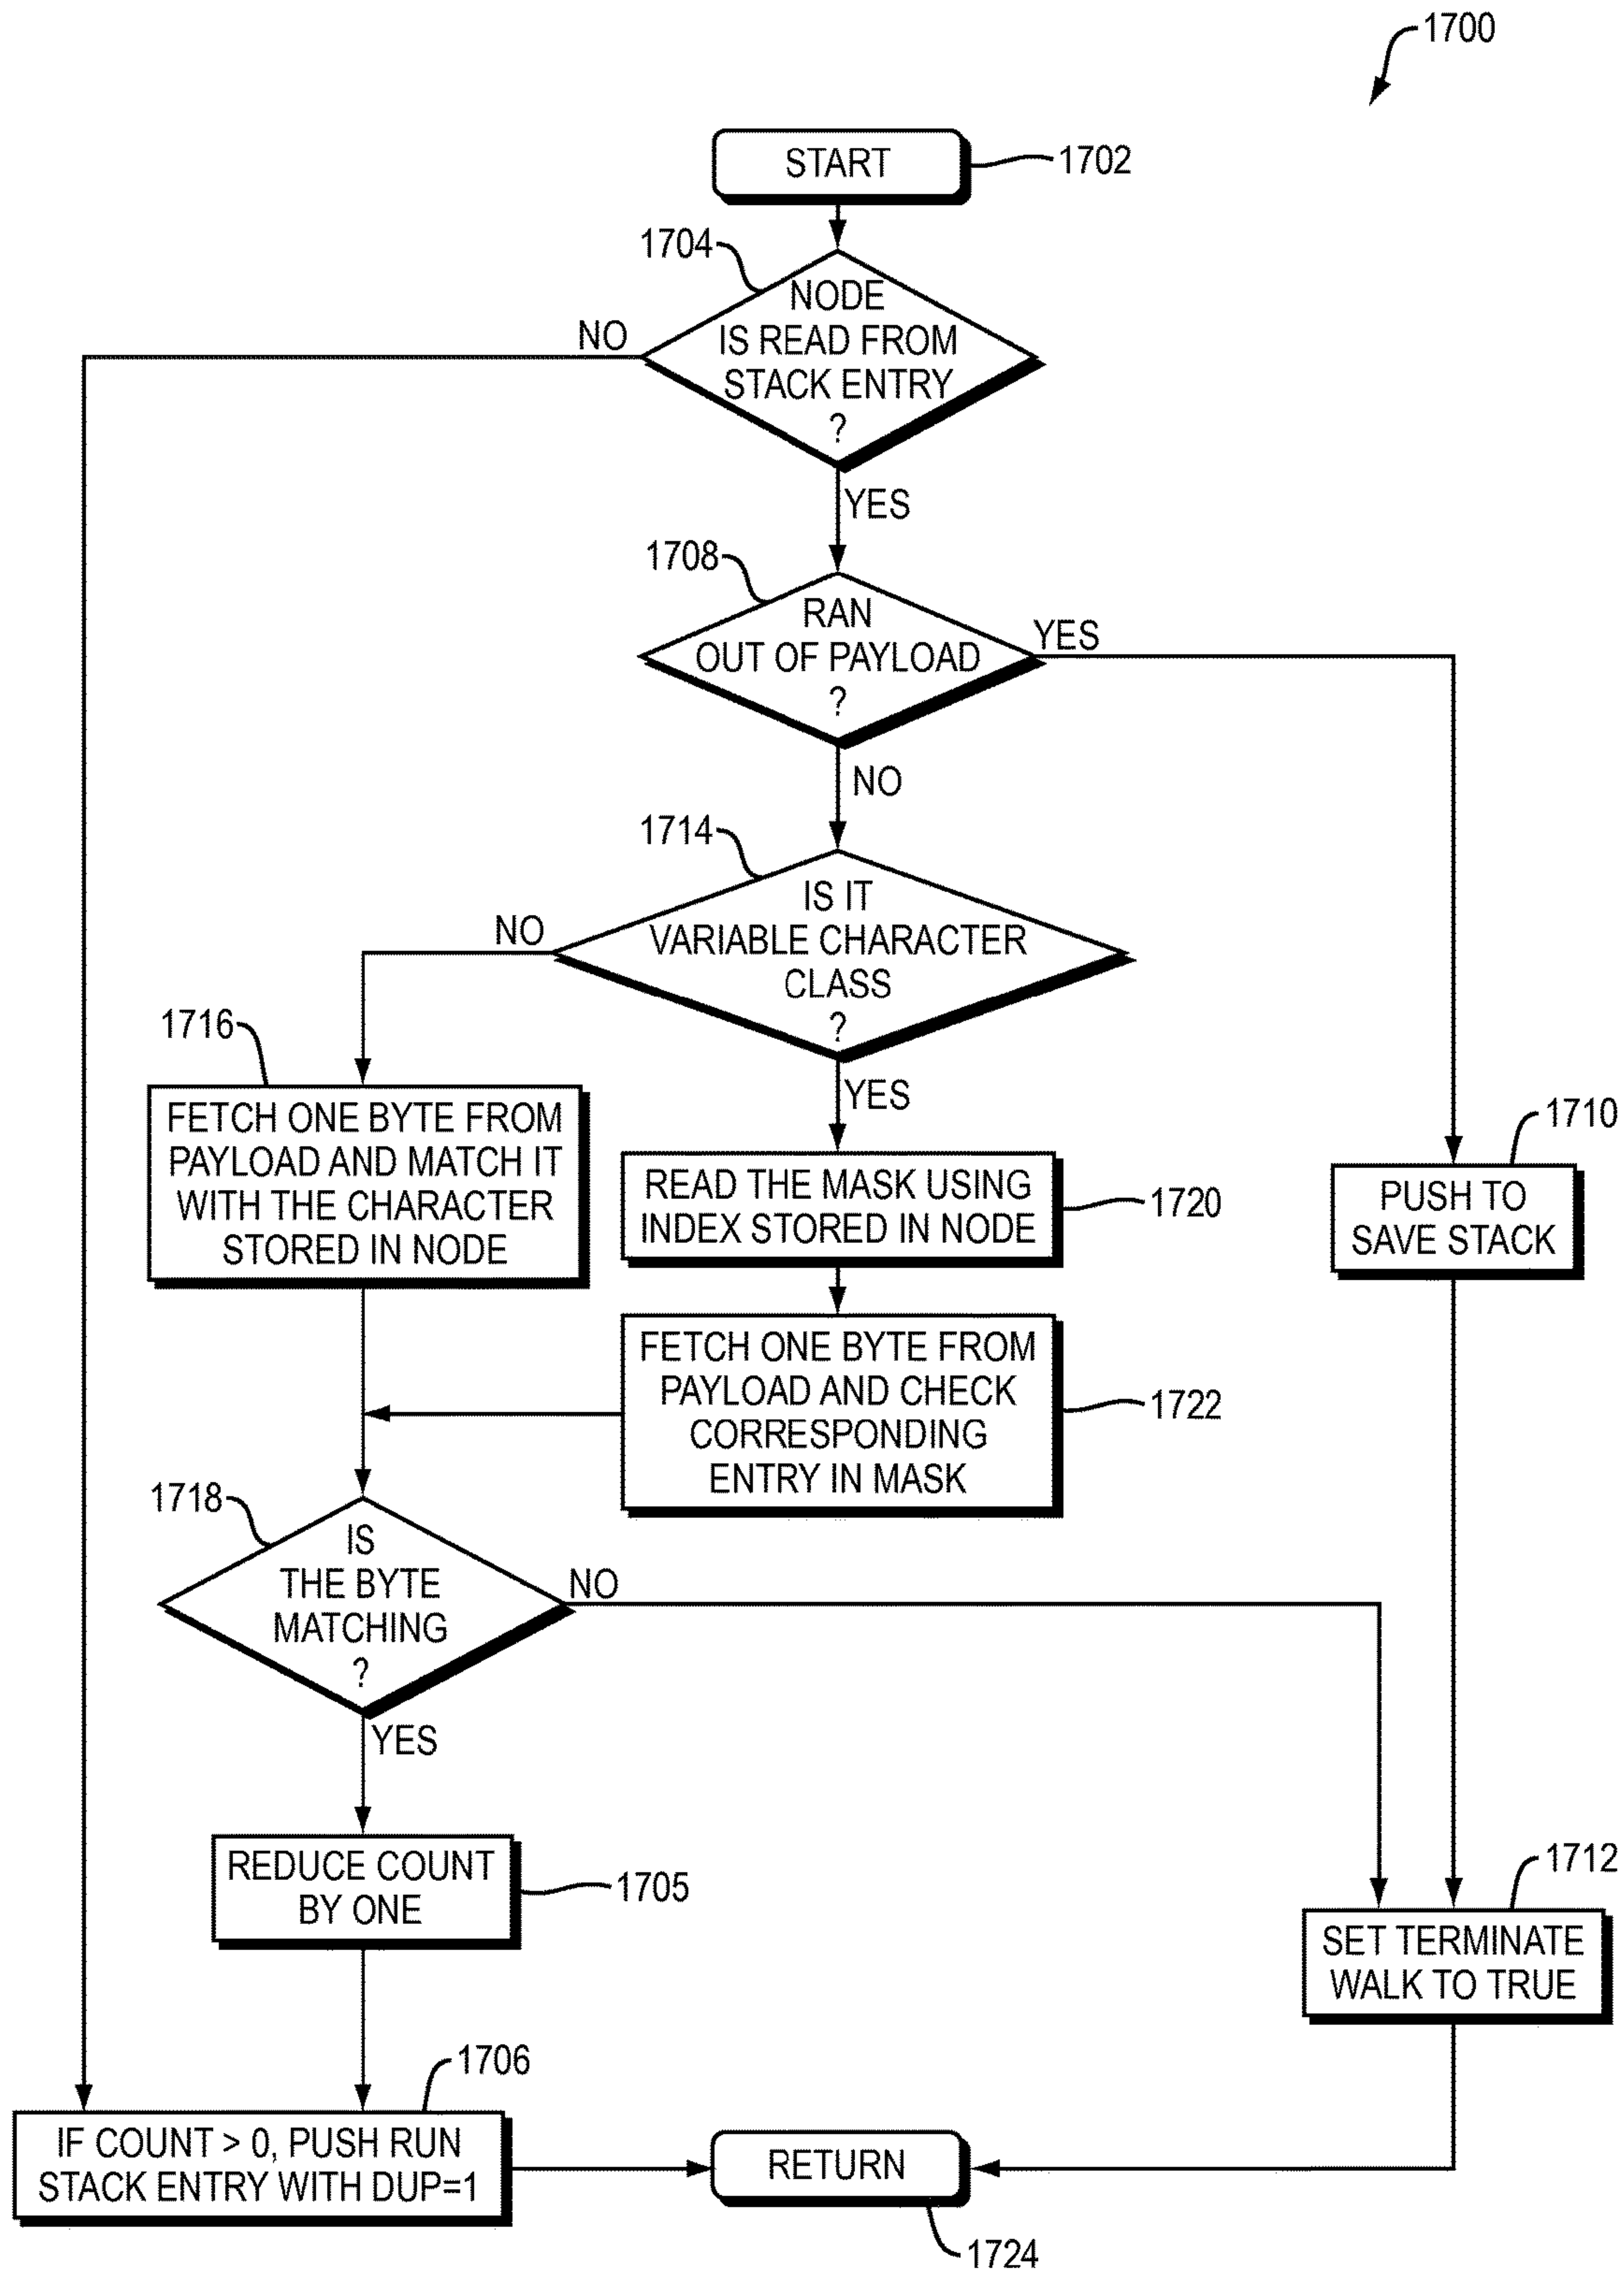 1700
START
1702
1704
NODE
IS READ FROM
STACK ENTRY
?
NO
YES
1708
RAN
OUT OF PAYLOAD
?
YES
NO
1714
IS IT
VARIABLE CHARACTER
CLASS
?
NO
YES
1716
FETCH ONE BYTE FROM
PAYLOAD AND MATCH IT
WITH THE CHARACTER
STORED IN NODE
READ THE MASK USING
INDEX STORED IN NODE
1720
1710
PUSH TO
SAVE STACK
FETCH ONE BYTE FROM
PAYLOAD AND CHECK
CORRESPONDING
ENTRY IN MASK
1722
1718
IS
THE BYTE
MATCHING
?
NO
YES
REDUCE COUNT
BY ONE
1705
1712
SET TERMINATE
WALK TO TRUE
1706
IF COUNT > 0, PUSH RUN
STACK ENTRY WITH DUP=1
RETURN
1724